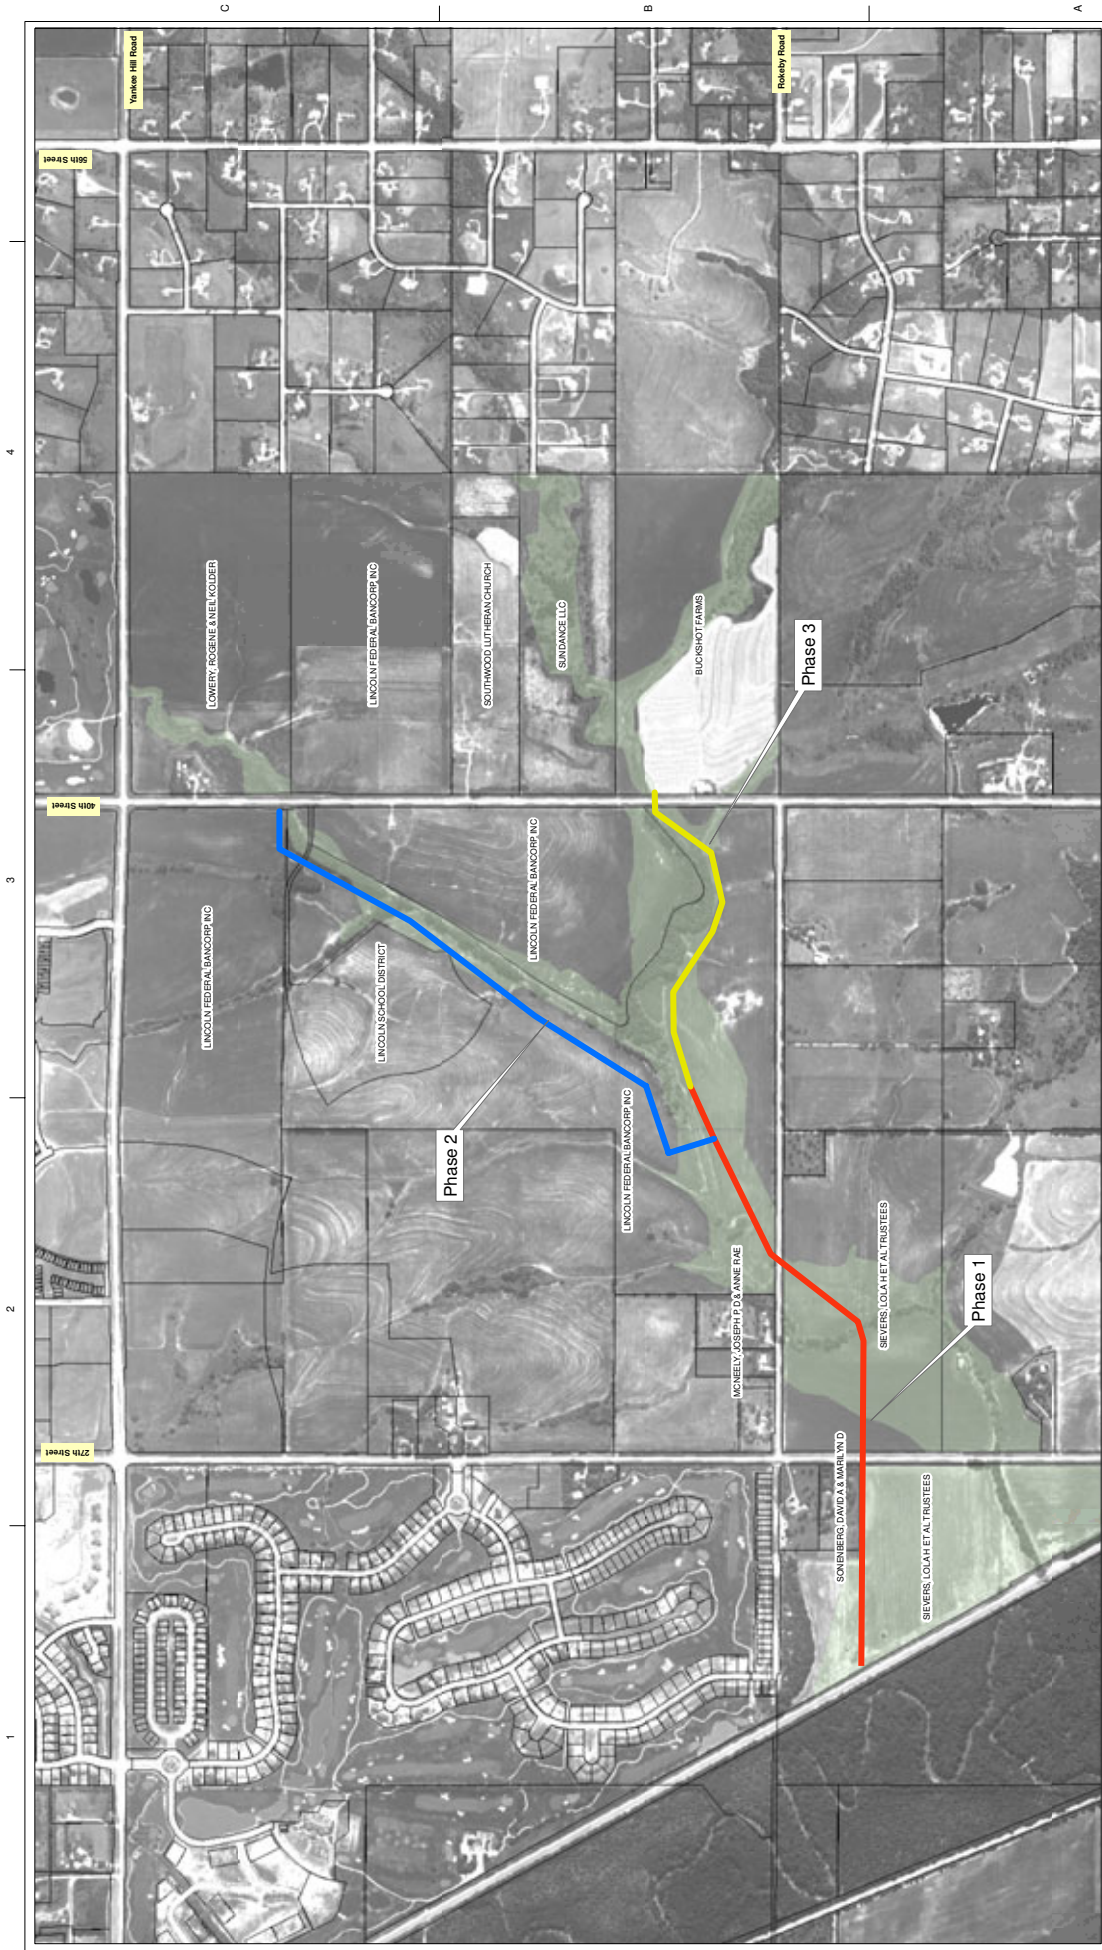 C
B
A
Yankee Hill Road
Rokeby Road
56th Street
4
LOWERY, ROGENE & NEIL KOLDER
LINCOLN FEDERAL BANCORP, INC
SOUTHWOOD LUTHERAN CHURCH
SUNDANCE LLC
BUCKSHOT FARMS
Phase 3
40th Street
3
LINCOLN FEDERAL BANCORP, INC
LINCOLN SCHOOL DISTRICT
LINCOLN FEDERAL BANCORP, INC
Phase 2
LINCOLN FEDERAL BANCORP, INC
2
MCNEELY, JOSEPH P, D & ANNE RAE
SIEVERS, LOLA H ET AL TRUSTEES
Phase 1
27th Street
SONENBERG, DAVID A & MARILYN D
SIEVERS, LOLA H ET AL TRUSTEES
1